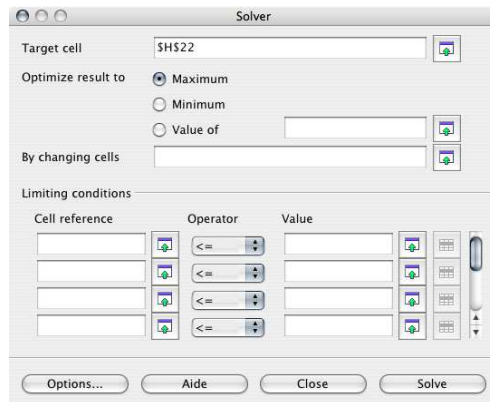 Solver
Target cell $H$22
Optimize result to Maximum
Minimum
Value of
By changing cells
Limiting conditions
Cell reference Operator Value
<=
<=
<=
<=
Options... Aide Close Solve